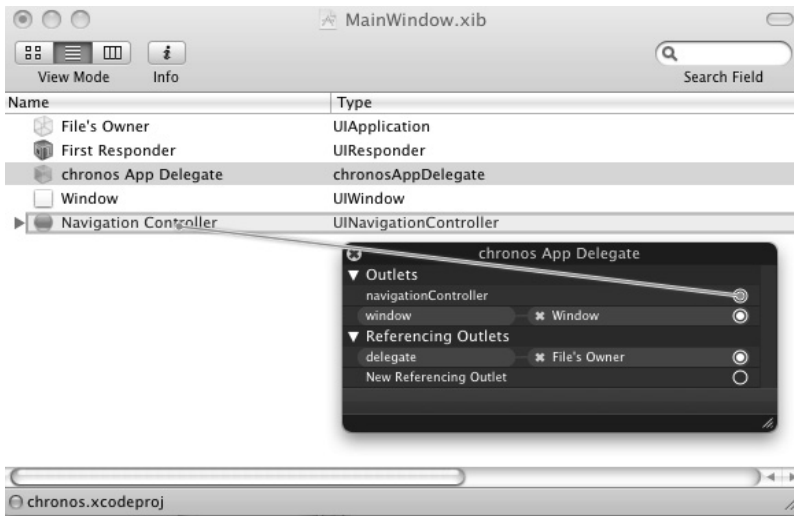 MainWindow.xib
View Mode Info Search Field
Name Type
File's Owner UIApplication
First Responder UIResponder
chronos App Delegate chronosAppDelegate
Window UIWindow
Navigation Controller UINavigationController
chronos App Delegate
Outlets
navigationController
window Window
Referencing Outlets
delegate File's Owner
New Referencing Outlet
chronos.xcodeproj